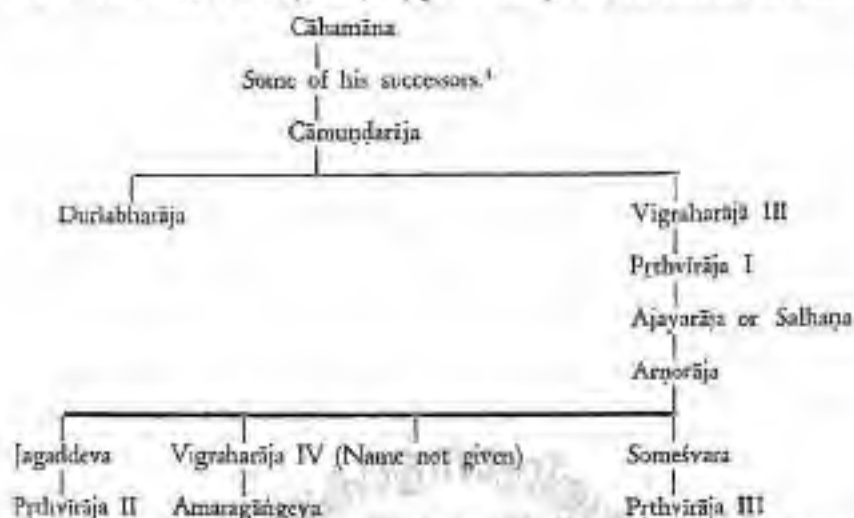 Cāhamāna
Some of his successors.¹
Cāmuṇḍarāja
Durlabharāja Vigraharāja III
Pṛthvīrāja I
Ajayarāja or Salhaṇa
Arṇorāja
Jagaddeva Vigraharāja IV (Name not given) Someśvara
Pṛthvīrāja II Amaragāṅgeya Pṛthvīrāja III